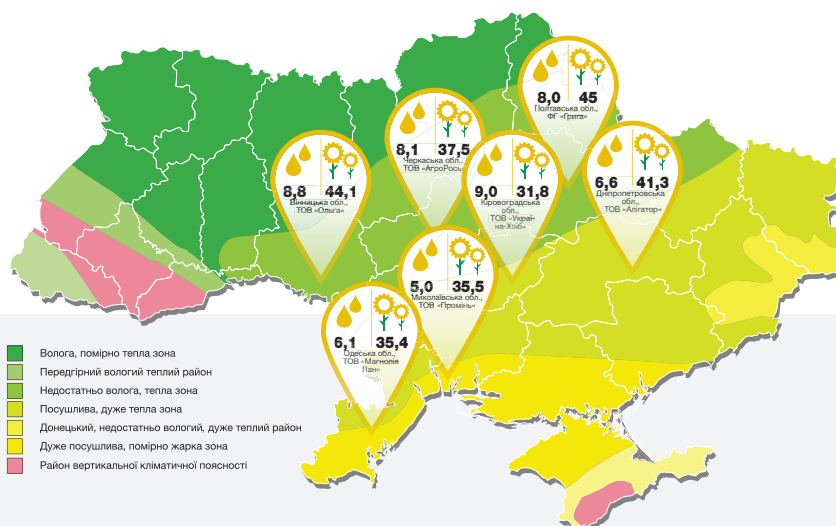 8,0 45
Полтавська обл.,
ФГ «Грига»
8,1 37,5
Черкаська обл.,
ТОВ «АгроРось»
8,8 44,1
Вінницька обл.,
ТОВ «Ольга»
9,0 31,8
Кіровоградська
обл.,
ТОВ «Украї-
на-Хліб»
6,6 41,3
Дніпропетровська
обл.,
ТОВ «Алігатор»
5,0 35,5
Миколаївська обл.,
ТОВ «Промінь»
6,1 35,4
Одеська обл.,
ТОВ «Магнолія
Лан»
Волога, помірно тепла зона
Передгірний вологий теплий район
Недостатньо волога, тепла зона
Посушлива, дуже тепла зона
Донецький, недостатньо вологий, дуже теплий район
Дуже посушлива, помірно жарка зона
Район вертикальної кліматичної поясності